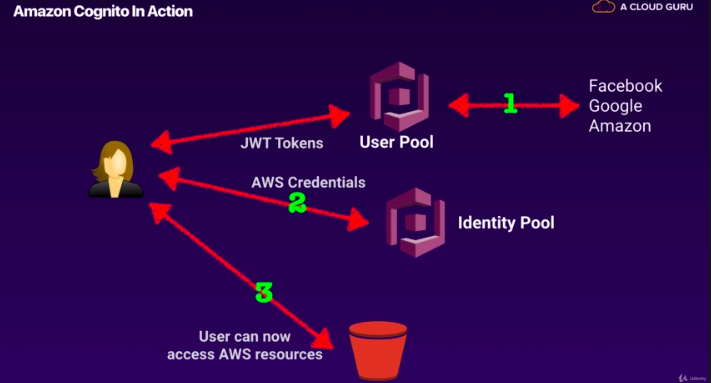 Amazon Cognito In Action
A CLOUD GURU
Facebook
Google
Amazon
1
JWT Tokens
User Pool
AWS Credentials
2
Identity Pool
3
User can now
access AWS resources
Udemy